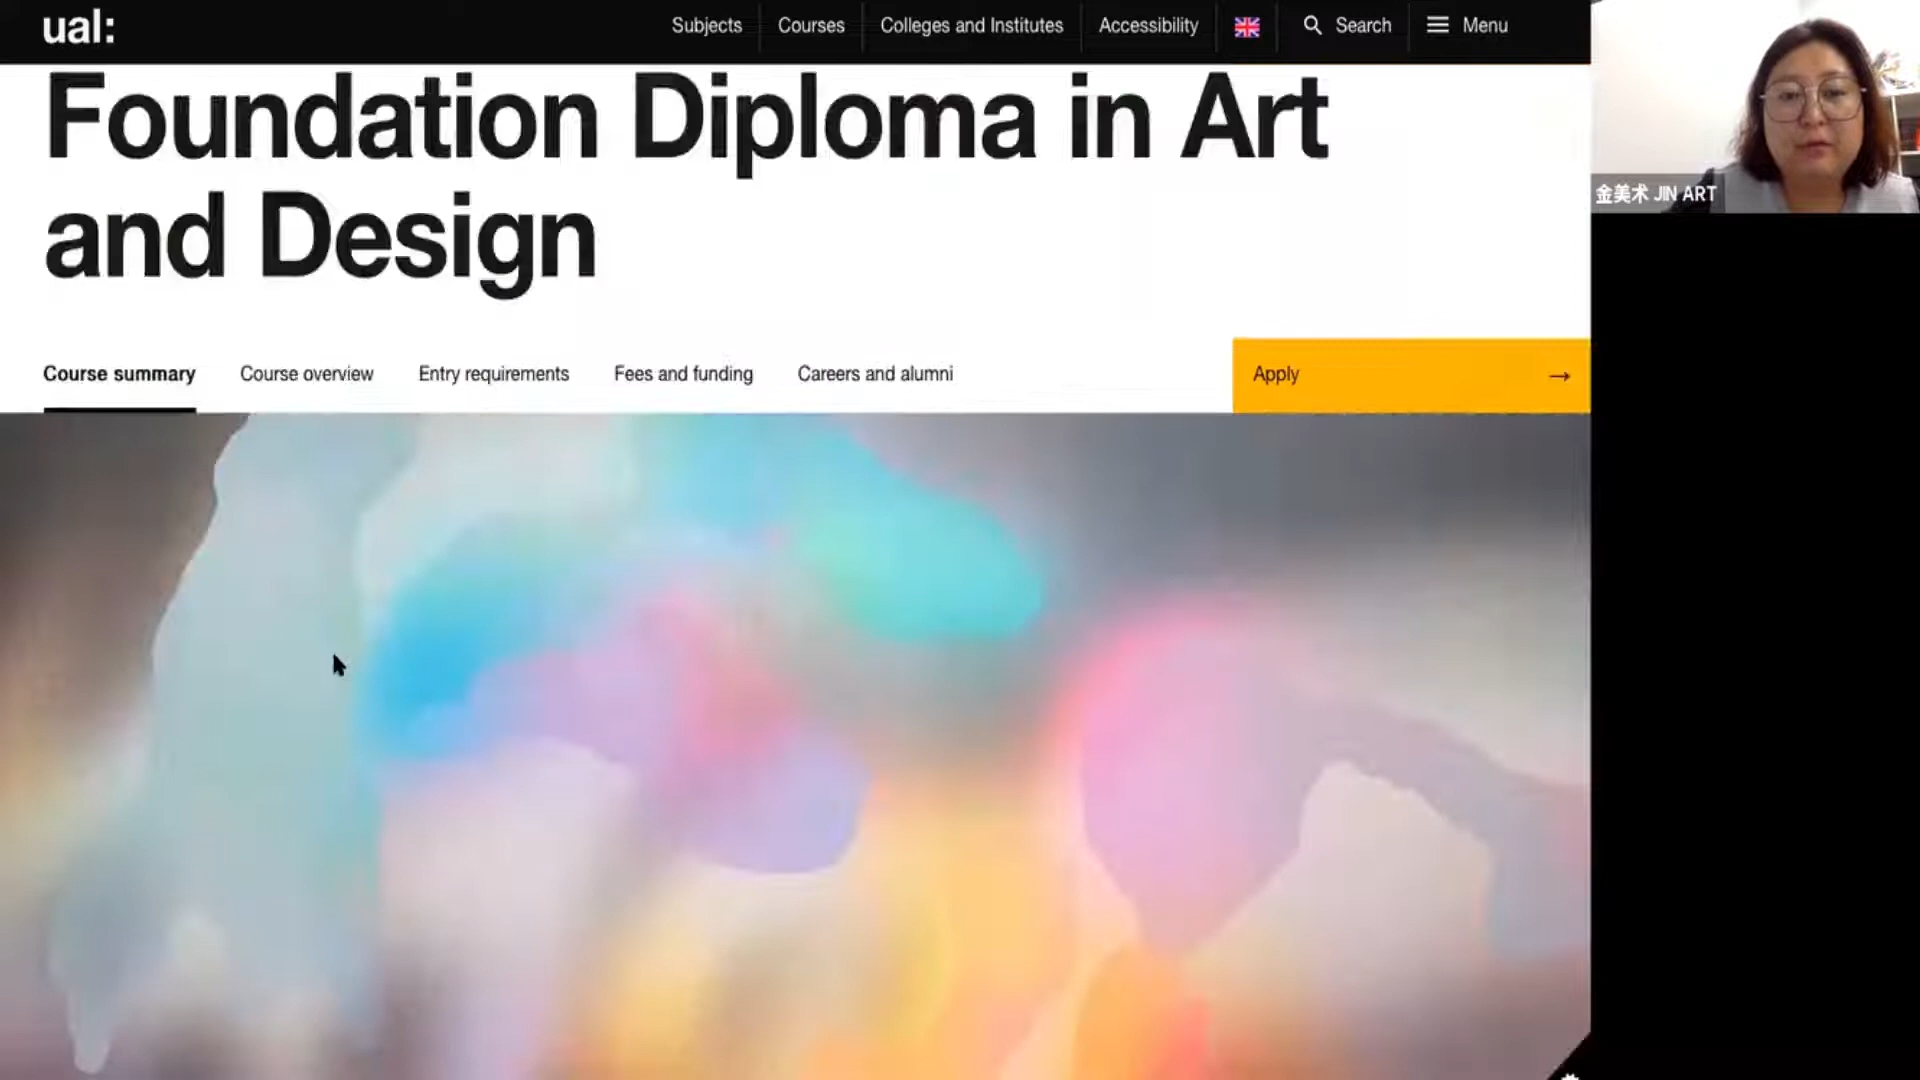 ual:
Subjects
Courses
Colleges and Institutes
Accessibility
Search
Menu
Foundation Diploma in Art
and Design
Course summary
Course overview
Entry requirements
Fees and funding
Careers and alumni
Apply →
金美术 JIN ART